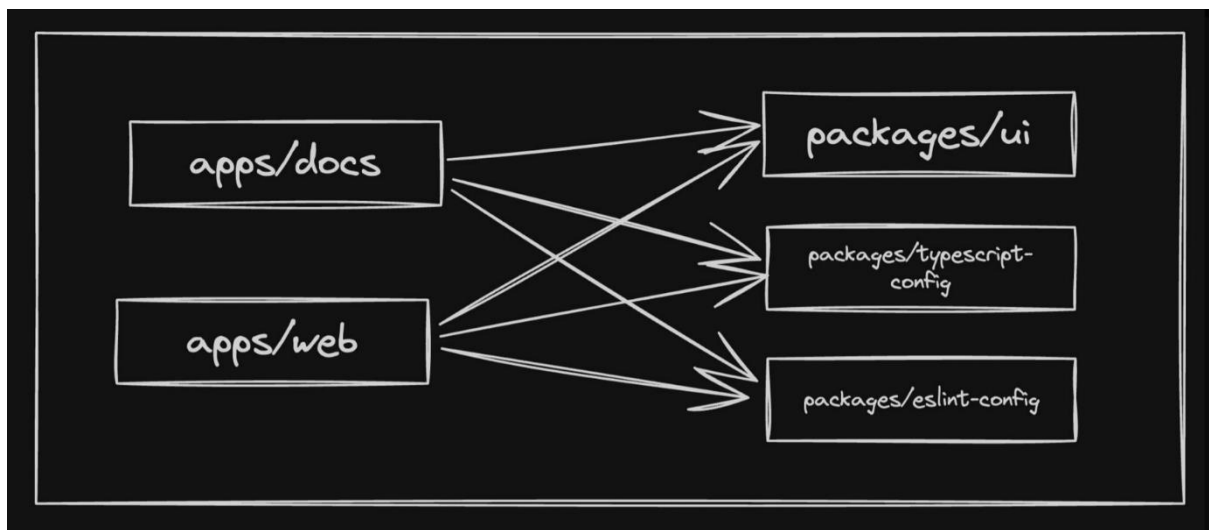 apps/docs
packages/ui
packages/typescript-
config
apps/web
packages/eslint-config